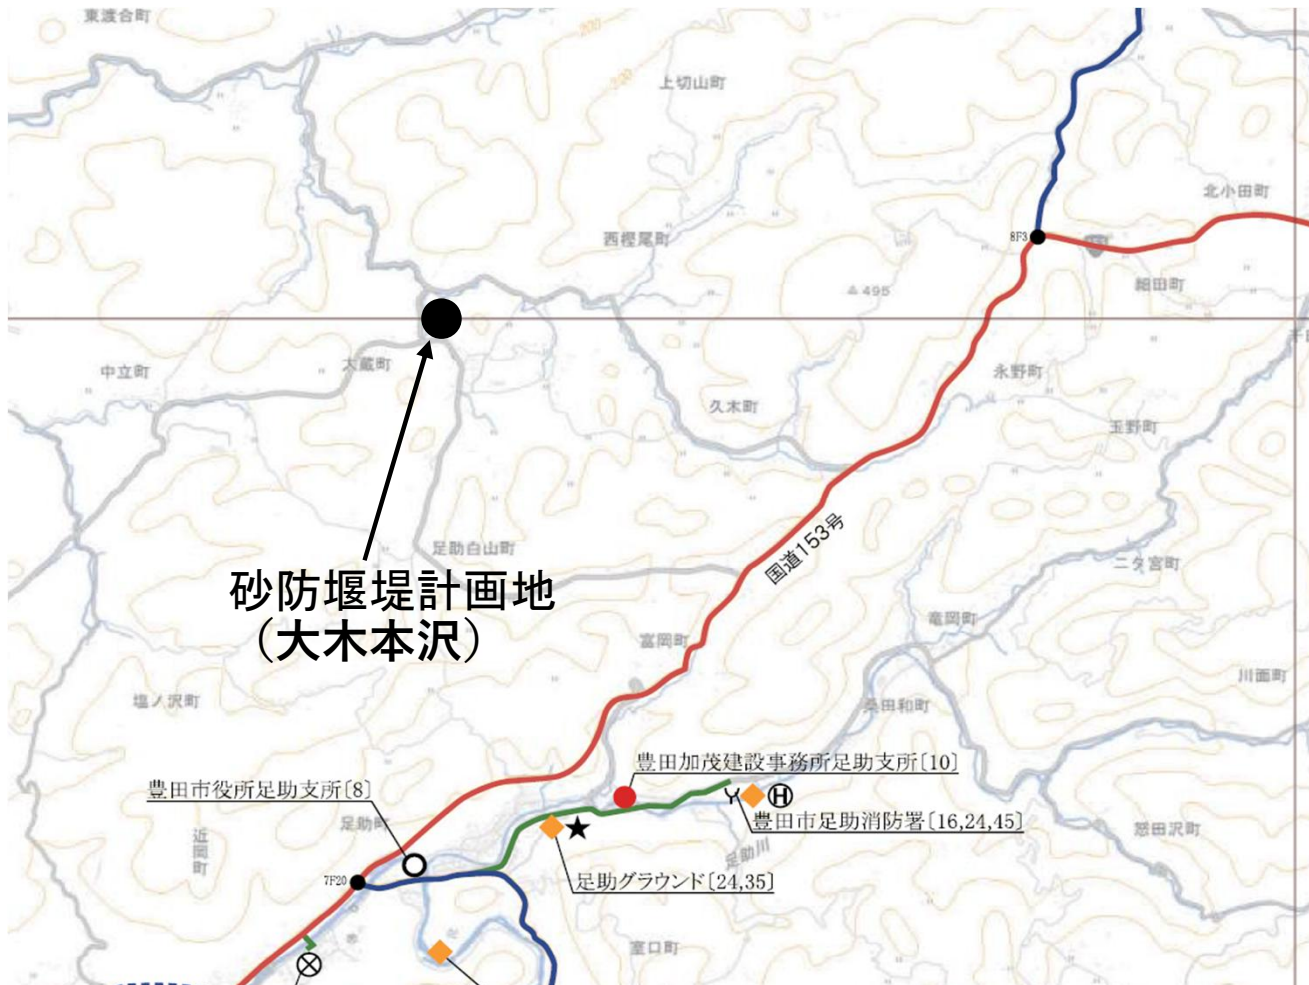 東渡合町
200
上切山町
300
北小田町
西樫尾町
8F3
細田町
495
大蔵町
中立町
永野町
久木町
玉野町
国道153号
足助白山町
二タ宮町
砂防堰堤計画地
（大木本沢）
竜岡町
富岡町
川面町
塩ノ沢町
桑田和町
豊田加茂建設事務所足助支所〔10〕
豊田市役所足助支所〔8〕
足助町
豊田市足助消防署〔16,24,45〕
怒田沢町
近岡町
足助川
7F20
足助グラウンド〔24,35〕
H
室口町